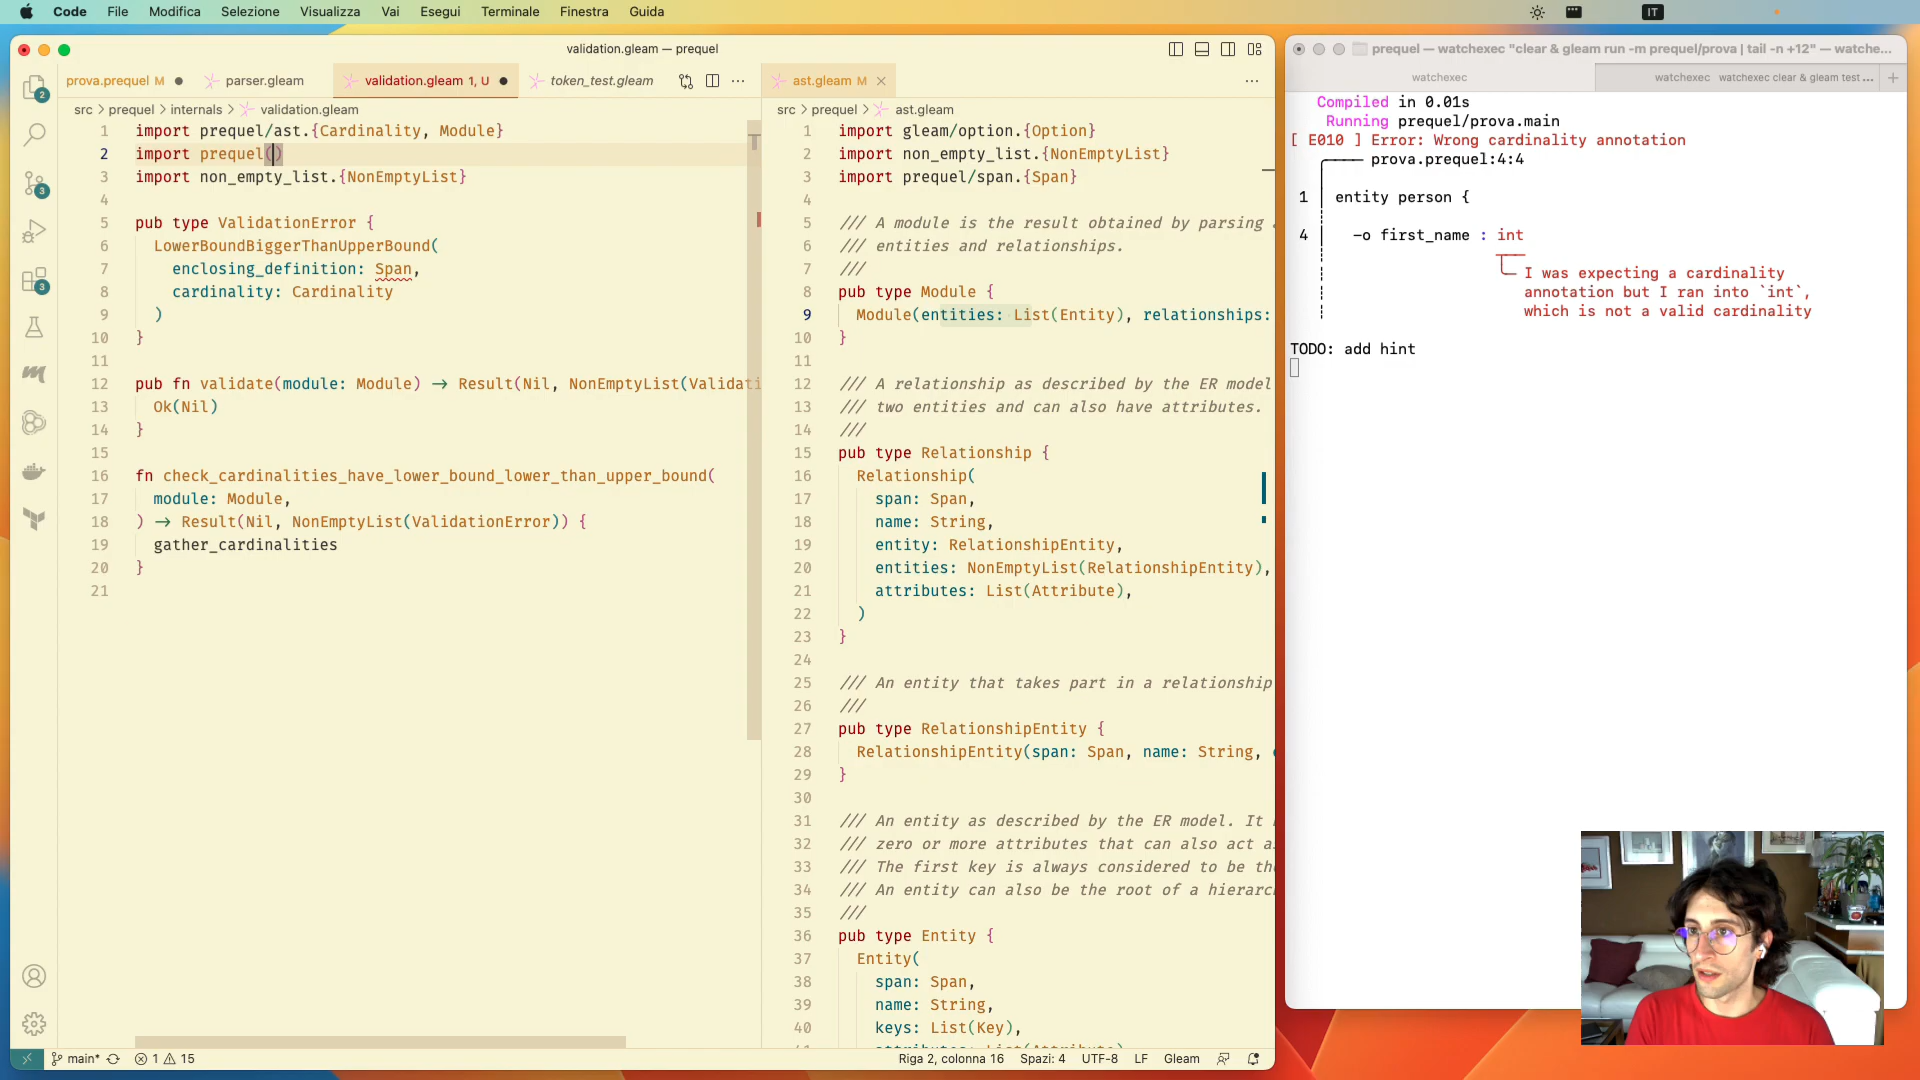 Code File Modifica Selezione Visualizza Vai Esegui Terminale Finestra Guida
IT
validation.gleam — prequel
prova.prequel M
parser.gleam
validation.gleam 1, U
token_test.gleam
src > prequel > internals > validation.gleam
1 import prequel/ast.{Cardinality, Module}
2 import prequel()
3 import non_empty_list.{NonEmptyList}
4
5 pub type ValidationError {
6 LowerBoundBiggerThanUpperBound(
7 enclosing_definition: Span,
8 cardinality: Cardinality
9 )
10 }
11
12 pub fn validate(module: Module) -> Result(Nil, NonEmptyList(Validati
13 Ok(Nil)
14 }
15
16 fn check_cardinalities_have_lower_bound_lower_than_upper_bound(
17 module: Module,
18 ) -> Result(Nil, NonEmptyList(ValidationError)) {
19 gather_cardinalities
20 }
21
ast.gleam M
src > prequel > ast.gleam
1 import gleam/option.{Option}
2 import non_empty_list.{NonEmptyList}
3 import prequel/span.{Span}
4
5 /// A module is the result obtained by parsing
6 /// entities and relationships.
7 ///
8 pub type Module {
9 Module(entities: List(Entity), relationships:
10 }
11
12 /// A relationship as described by the ER model
13 /// two entities and can also have attributes.
14 ///
15 pub type Relationship {
16 Relationship(
17 span: Span,
18 name: String,
19 entity: RelationshipEntity,
20 entities: NonEmptyList(RelationshipEntity),
21 attributes: List(Attribute),
22 )
23 }
24
25 /// An entity that takes part in a relationship
26 ///
27 pub type RelationshipEntity {
28 RelationshipEntity(span: Span, name: String,
29 }
30
31 /// An entity as described by the ER model. It
32 /// zero or more attributes that can also act
33 /// The first key is always considered to be
34 /// An entity can also be the root of a hierarc
35 ///
36 pub type Entity {
37 Entity(
38 span: Span,
39 name: String,
40 keys: List(Key),
main* 1 15
Riga 2, colonna 16 Spazi: 4 UTF-8 LF Gleam
prequel — watchexec "clear & gleam run -m prequel/prova | tail -n +12" — watche...
watchexec
watchexec watchexec clear & gleam test ...
Compiled in 0.01s
Running prequel/prova.main
[ E010 ] Error: Wrong cardinality annotation
prova.prequel:4:4
1 entity person {
4 -o first_name : int
I was expecting a cardinality
annotation but I ran into `int`,
which is not a valid cardinality
TODO: add hint